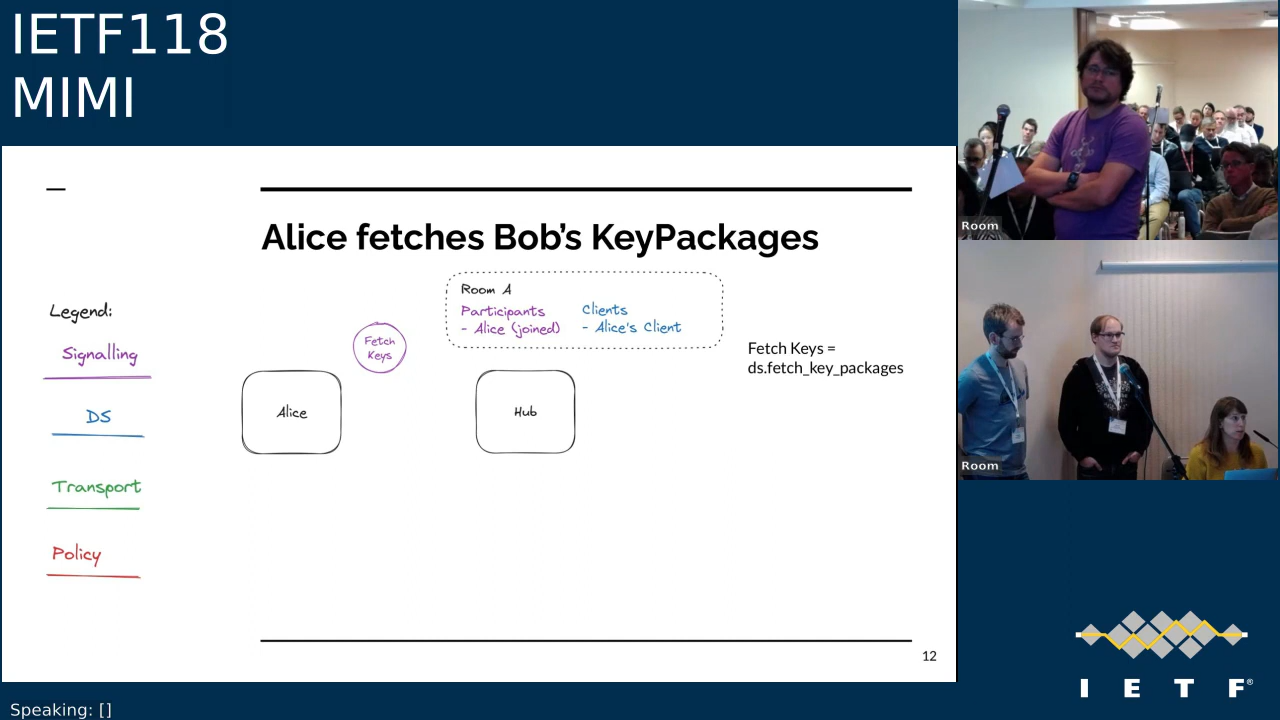 IETF118
MIMI
Alice fetches Bob's KeyPackages
Legend:
Signalling
DS
Transport
Policy
Fetch
Keys
Room A
Participants
- Alice (joined)
Clients
- Alice's Client
Fetch Keys =
ds.fetch_key_packages
Alice
Hub
12
Room
Room
I E T F®
Speaking: []